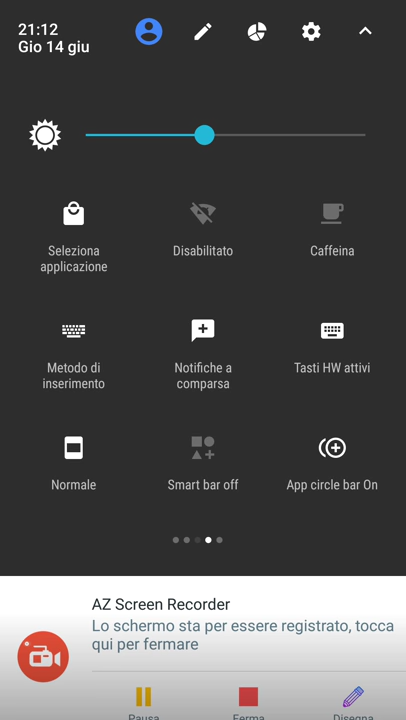 21:12
Gio 14 giu
Seleziona
applicazione
Disabilitato
Caffeina
Metodo di
inserimento
Notifiche a
comparsa
Tasti HW attivi
Normale
Smart bar off
App circle bar On
AZ Screen Recorder
Lo schermo sta per essere registrato, tocca
qui per fermare
Pausa
Ferma
Disegna